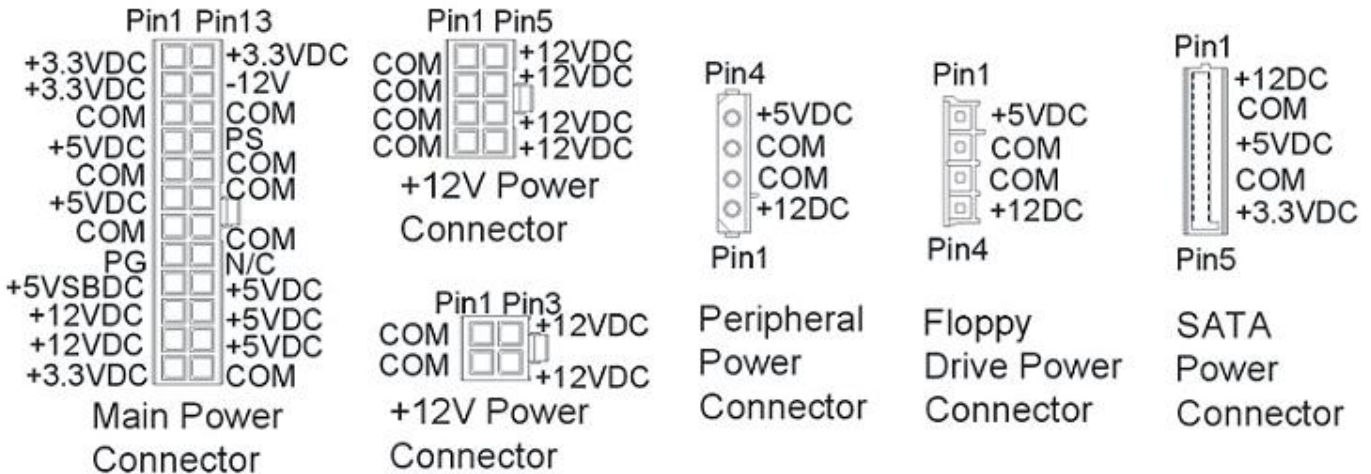 Pin1 Pin13
+3.3VDC +3.3VDC
+3.3VDC -12V
COM COM
+5VDC PS
COM COM
+5VDC COM
COM COM
PG N/C
+5VSBDC +5VDC
+12VDC +5VDC
+12VDC +5VDC
+3.3VDC COM
Main Power
Connector
Pin1 Pin5
COM +12VDC
COM +12VDC
COM +12VDC
COM +12VDC
+12V Power
Connector
Pin1 Pin3
COM +12VDC
COM +12VDC
+12V Power
Connector
Pin4
+5VDC
COM
COM
+12DC
Pin1
Peripheral
Power
Connector
Pin1
+5VDC
COM
COM
+12DC
Pin4
Floppy
Drive Power
Connector
Pin1
+12DC
COM
+5VDC
COM
+3.3VDC
Pin5
SATA
Power
Connector